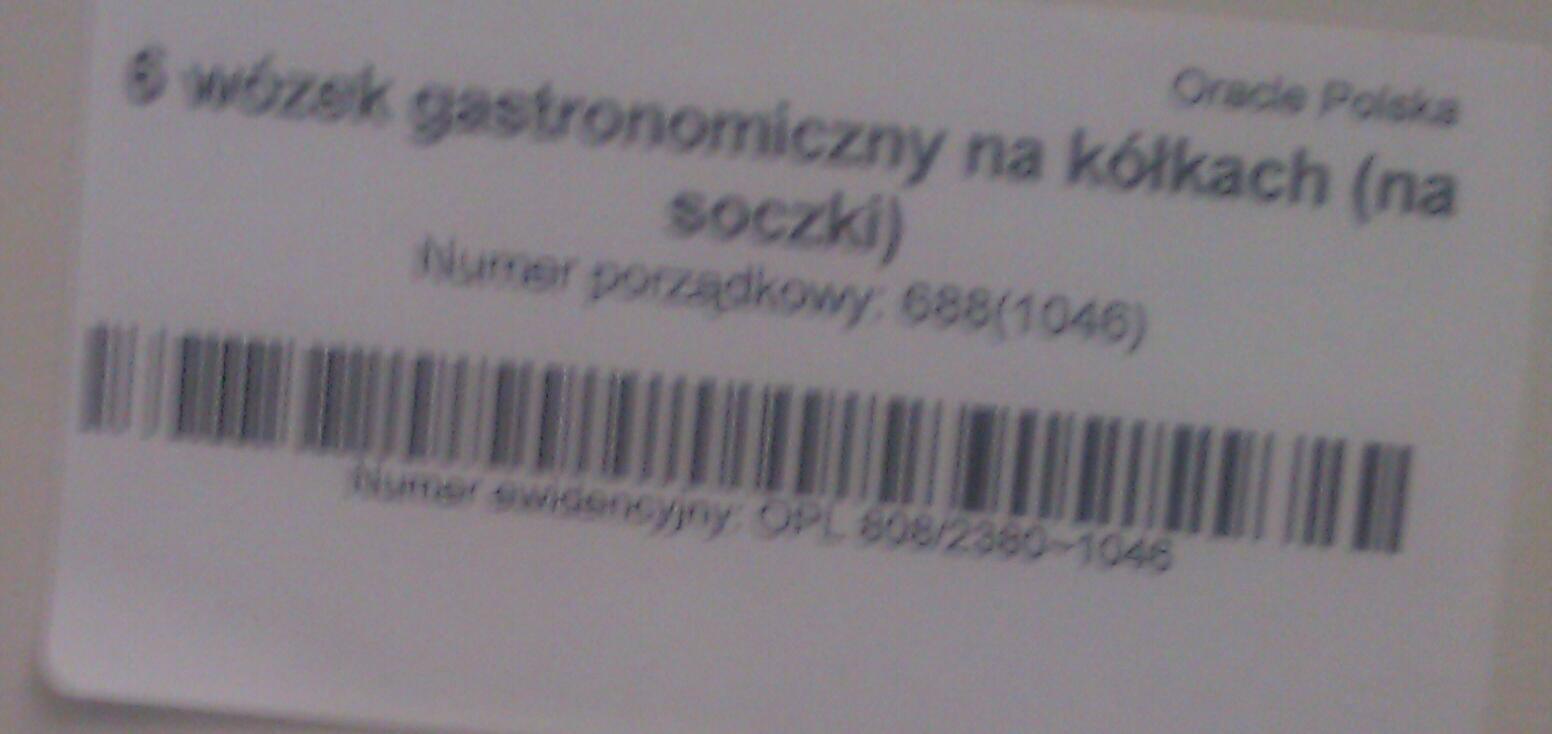 Oracle Polska
6 wózek gastronomiczny na kółkach (na
soczki)
Numer porządkowy: 688(1046)
Numer ewidencyjny: OPL 808/2380~1046